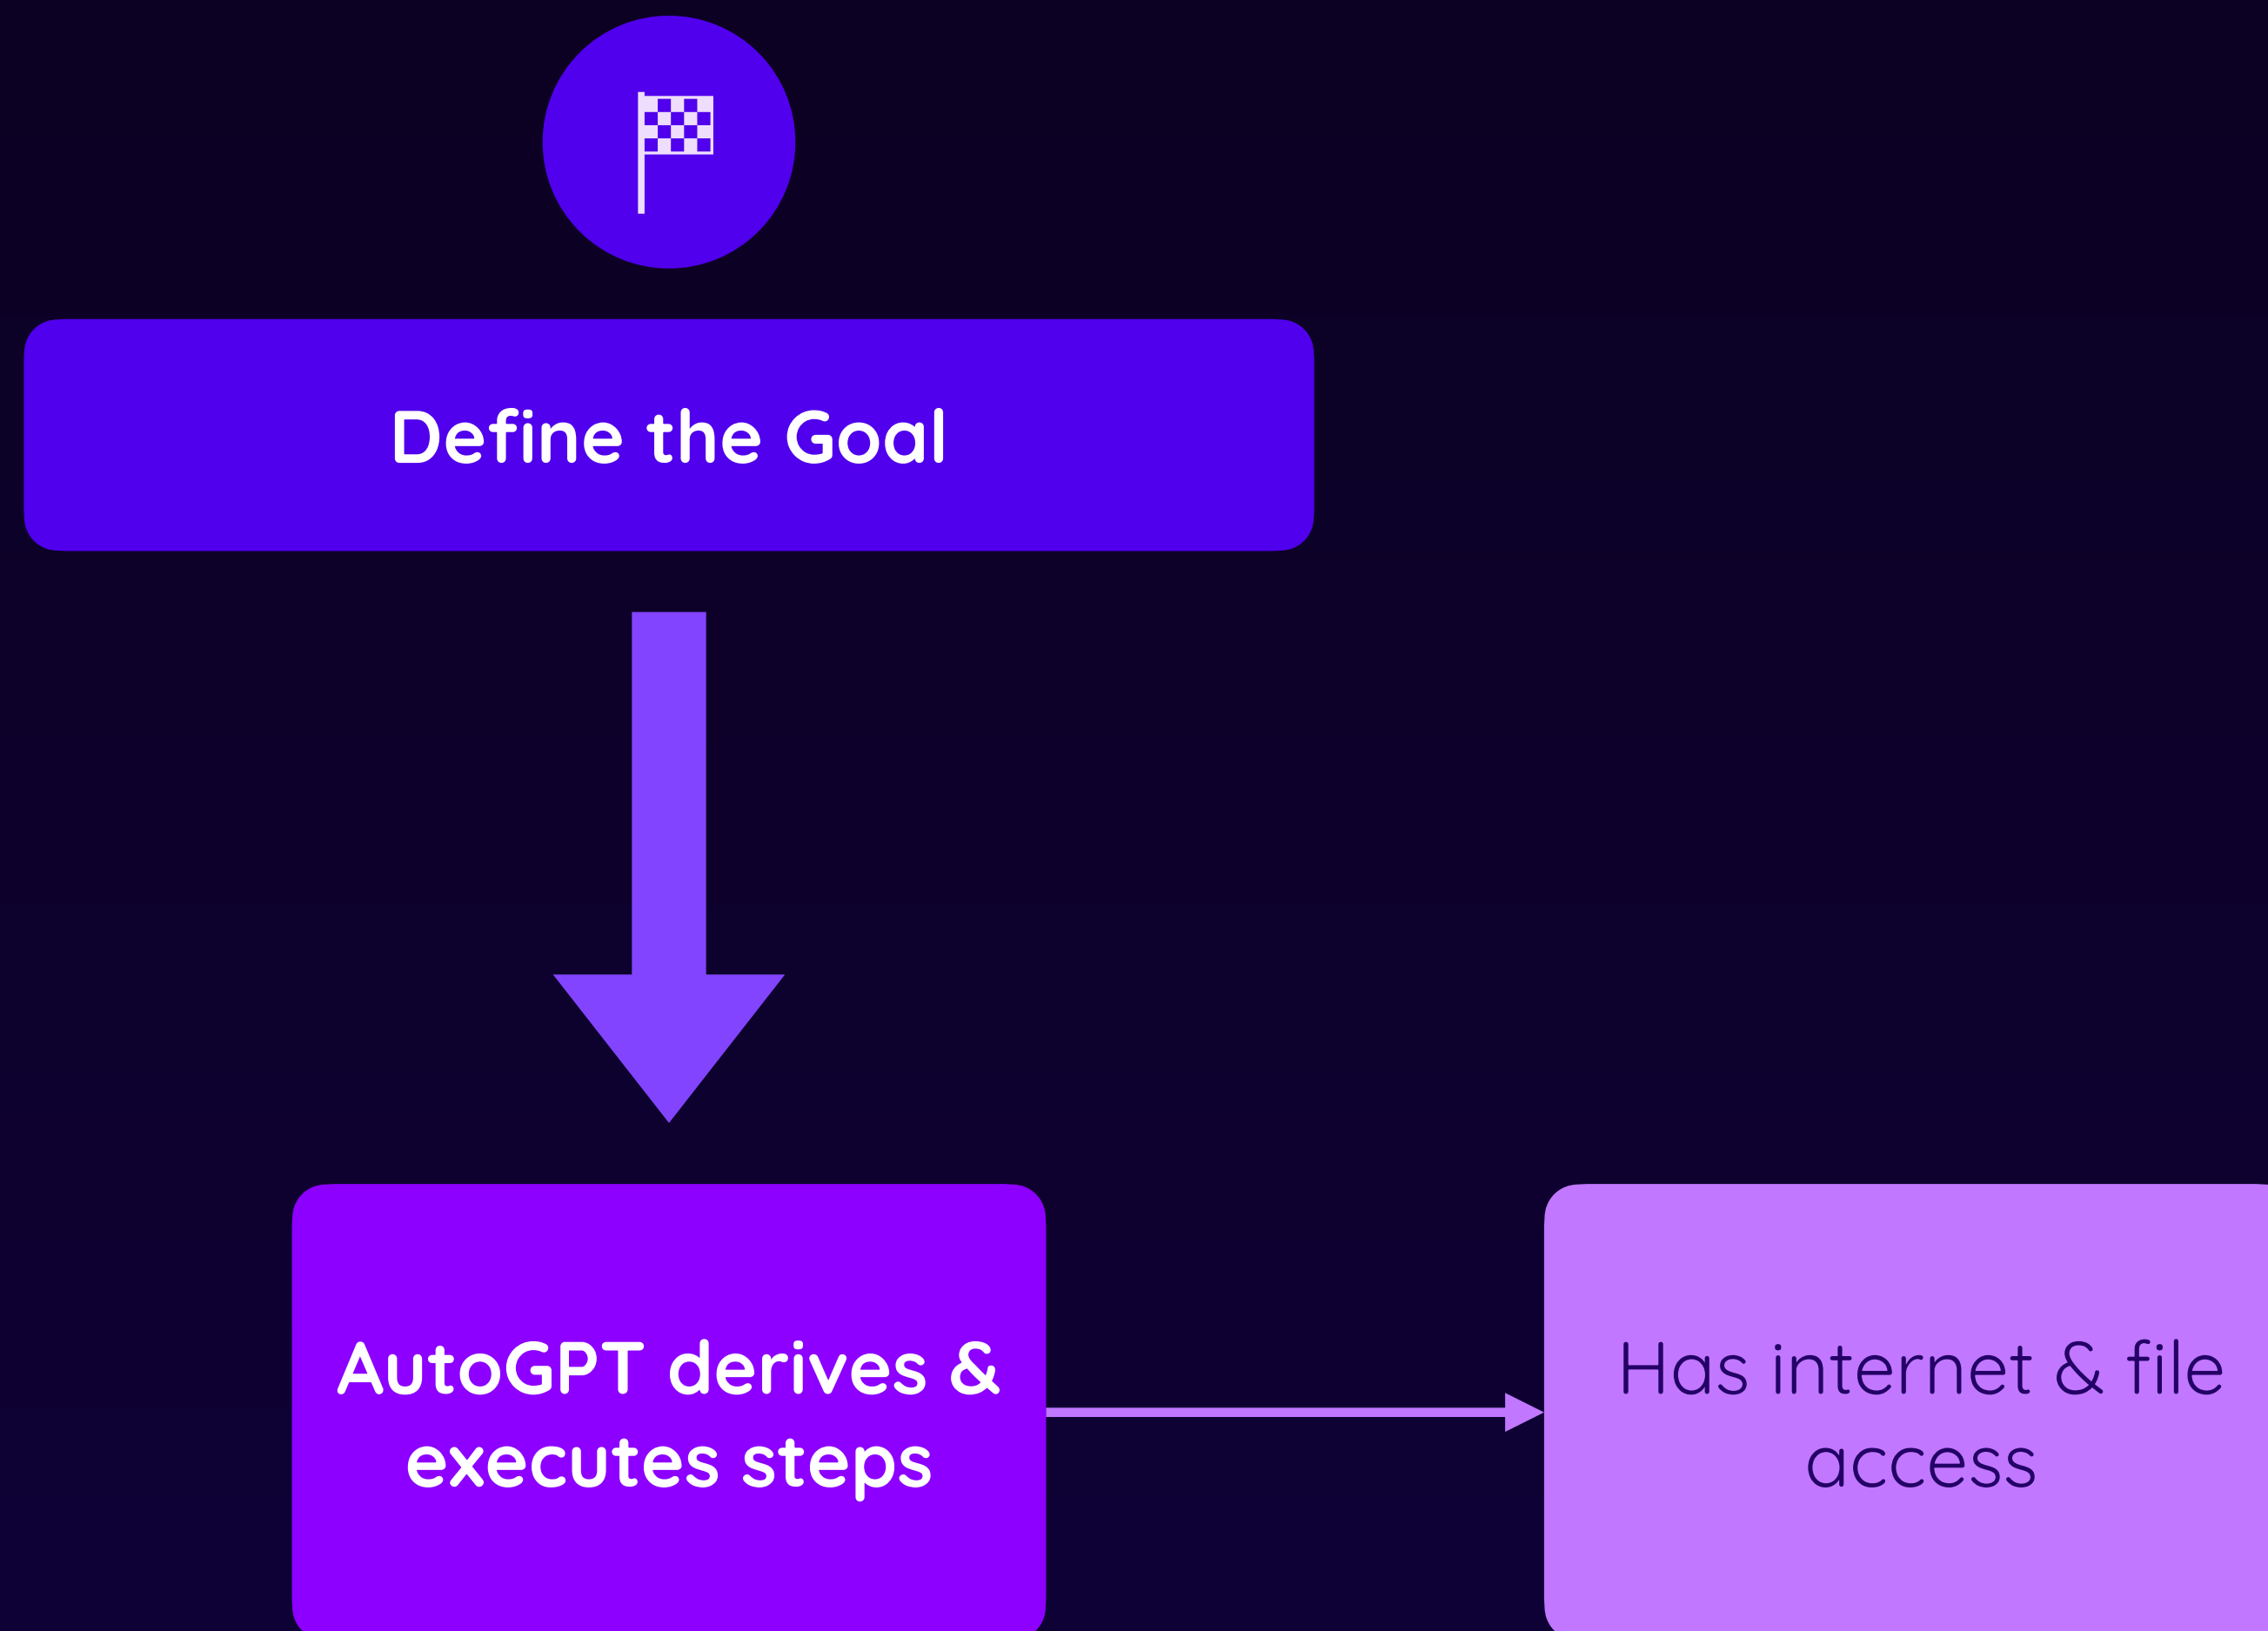 Define the Goal
AutoGPT derives &
executes steps
Has internet & file
access